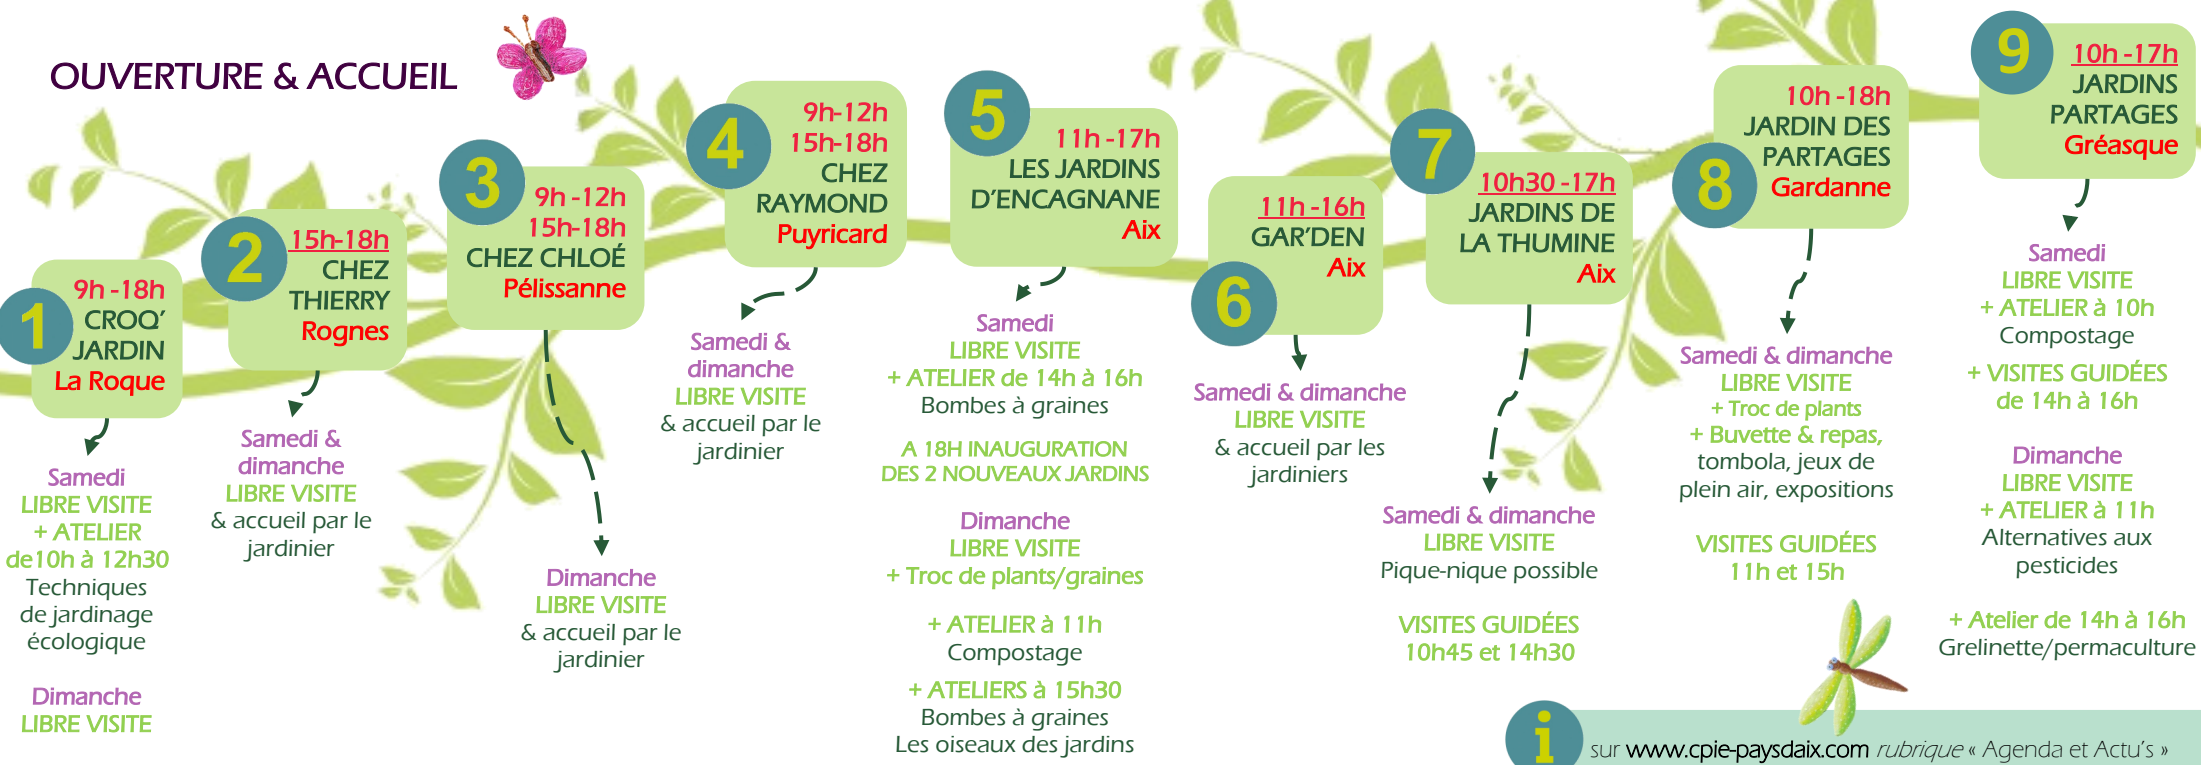 OUVERTURE & ACCUEIL
1
9h -18h
CROQ'
JARDIN
La Roque
Samedi
LIBRE VISITE
+ ATELIER
de10h à 12h30
Techniques
de jardinage
écologique
Dimanche
LIBRE VISITE
2
15h-18h
CHEZ
THIERRY
Rognes
Samedi &
dimanche
LIBRE VISITE
& accueil par le
jardinier
3
9h -12h
15h-18h
CHEZ CHLOÉ
Pélissanne
Dimanche
LIBRE VISITE
& accueil par le
jardinier
4
9h-12h
15h-18h
CHEZ
RAYMOND
Puyricard
Samedi &
dimanche
LIBRE VISITE
& accueil par le
jardinier
5
11h -17h
LES JARDINS
D'ENCAGNANE
Aix
Samedi
LIBRE VISITE
+ ATELIER de 14h à 16h
Bombes à graines
A 18H INAUGURATION
DES 2 NOUVEAUX JARDINS
Dimanche
LIBRE VISITE
+ Troc de plants/graines
+ ATELIER à 11h
Compostage
+ ATELIERS à 15h30
Bombes à graines
Les oiseaux des jardins
6
11h -16h
GAR'DEN
Aix
Samedi & dimanche
LIBRE VISITE
& accueil par les
jardiniers
7
10h30 -17h
JARDINS DE
LA THUMINE
Aix
Samedi & dimanche
LIBRE VISITE
Pique-nique possible
VISITES GUIDÉES
10h45 et 14h30
8
10h -18h
JARDIN DES
PARTAGES
Gardanne
Samedi & dimanche
LIBRE VISITE
+ Troc de plants
+ Buvette & repas,
tombola, jeux de
plein air, expositions
VISITES GUIDÉES
11h et 15h
9
10h -17h
JARDINS
PARTAGES
Gréasque
Samedi
LIBRE VISITE
+ ATELIER à 10h
Compostage
+ VISITES GUIDÉES
de 14h à 16h
Dimanche
LIBRE VISITE
+ ATELIER à 11h
Alternatives aux
pesticides
+ Atelier de 14h à 16h
Grelinette/permaculture
i
sur www.cpie-paysdaix.com rubrique « Agenda et Actu's »